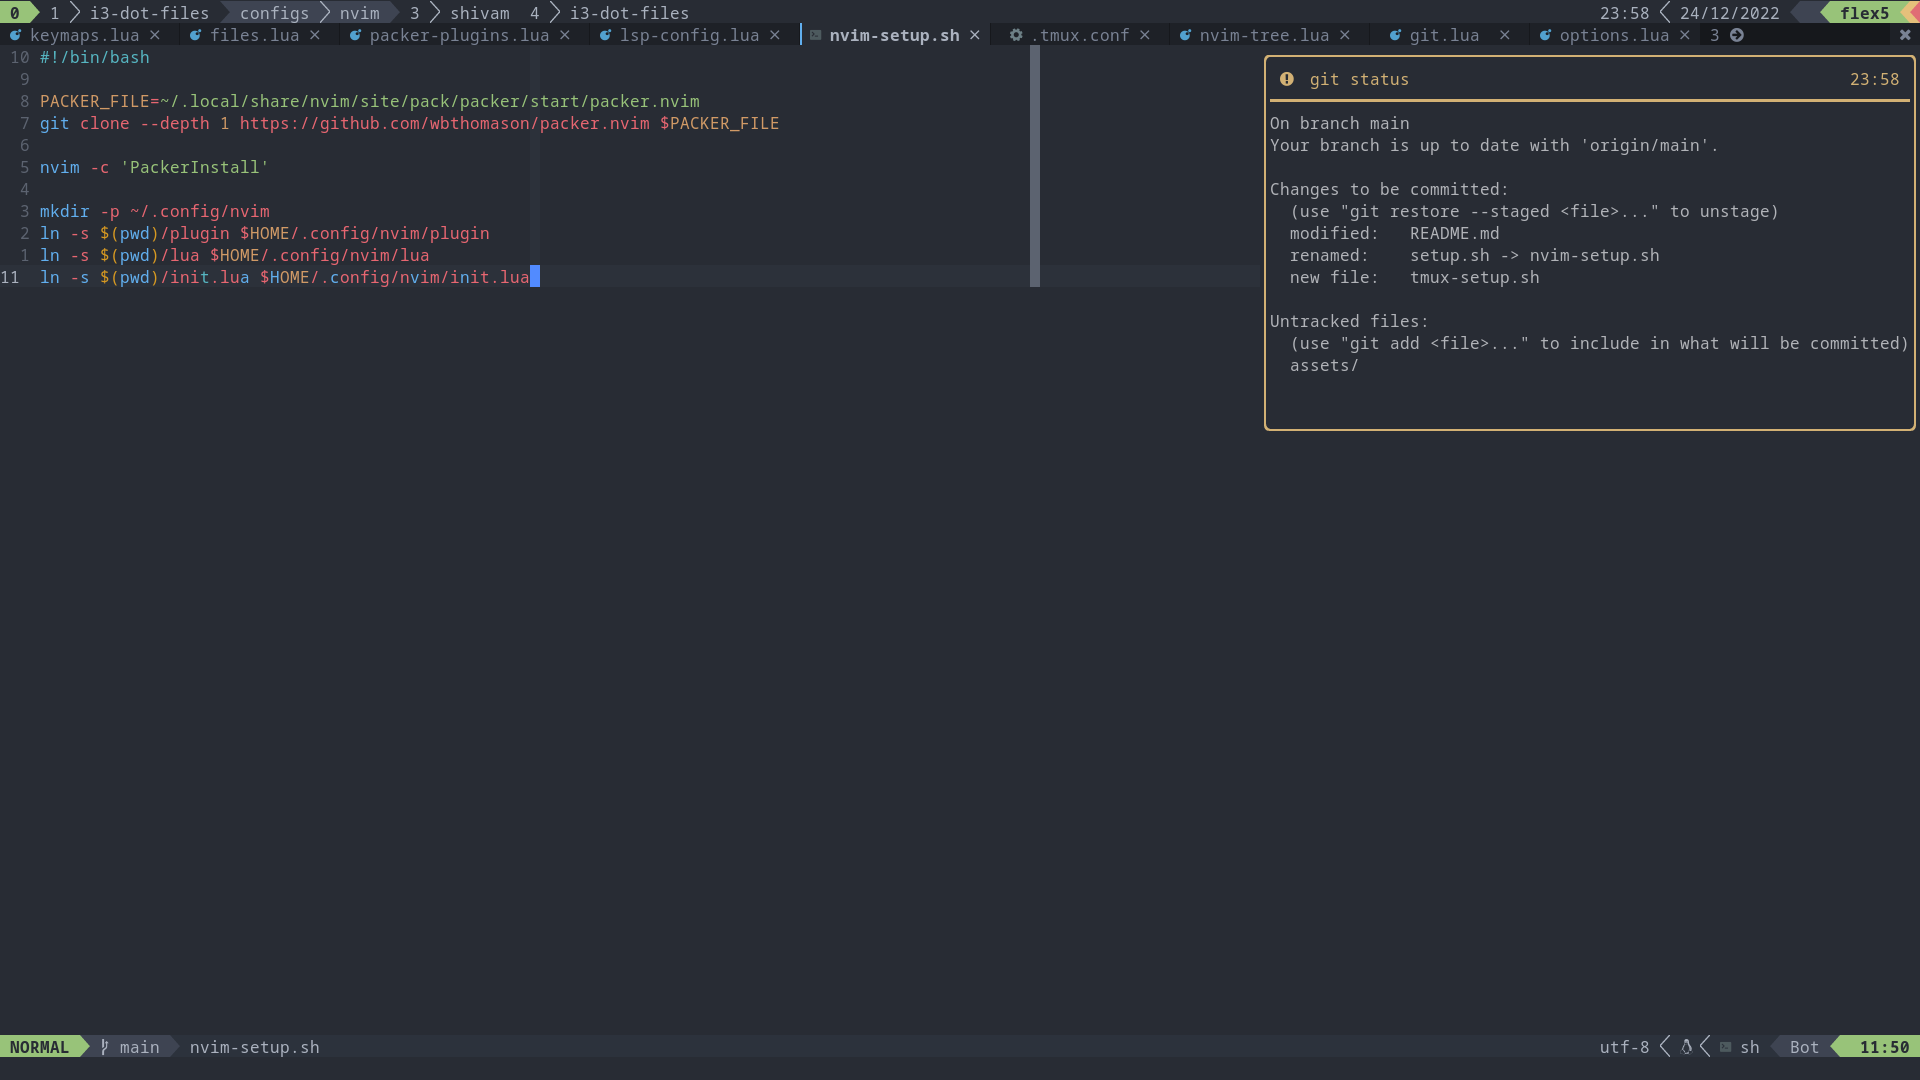 0 1 i3-dot-files configs nvim 3 shivam 4 i3-dot-files 23:58 24/12/2022 flex5
keymaps.lua × files.lua × packer-plugins.lua × lsp-config.lua × nvim-setup.sh × .tmux.conf × nvim-tree.lua × git.lua × options.lua × 3
10 #!/bin/bash
9
8 PACKER_FILE=~/.local/share/nvim/site/pack/packer/start/packer.nvim
7 git clone --depth 1 https://github.com/wbthomason/packer.nvim $PACKER_FILE
6
5 nvim -c 'PackerInstall'
4
3 mkdir -p ~/.config/nvim
2 ln -s $(pwd)/plugin $HOME/.config/nvim/plugin
1 ln -s $(pwd)/lua $HOME/.config/nvim/lua
11 ln -s $(pwd)/init.lua $HOME/.config/nvim/init.lua
git status 23:58
On branch main
Your branch is up to date with 'origin/main'.
Changes to be committed:
(use "git restore --staged <file>..." to unstage)
modified: README.md
renamed: setup.sh -> nvim-setup.sh
new file: tmux-setup.sh
Untracked files:
(use "git add <file>..." to include in what will be committed)
assets/
NORMAL main nvim-setup.sh utf-8 sh Bot 11:50